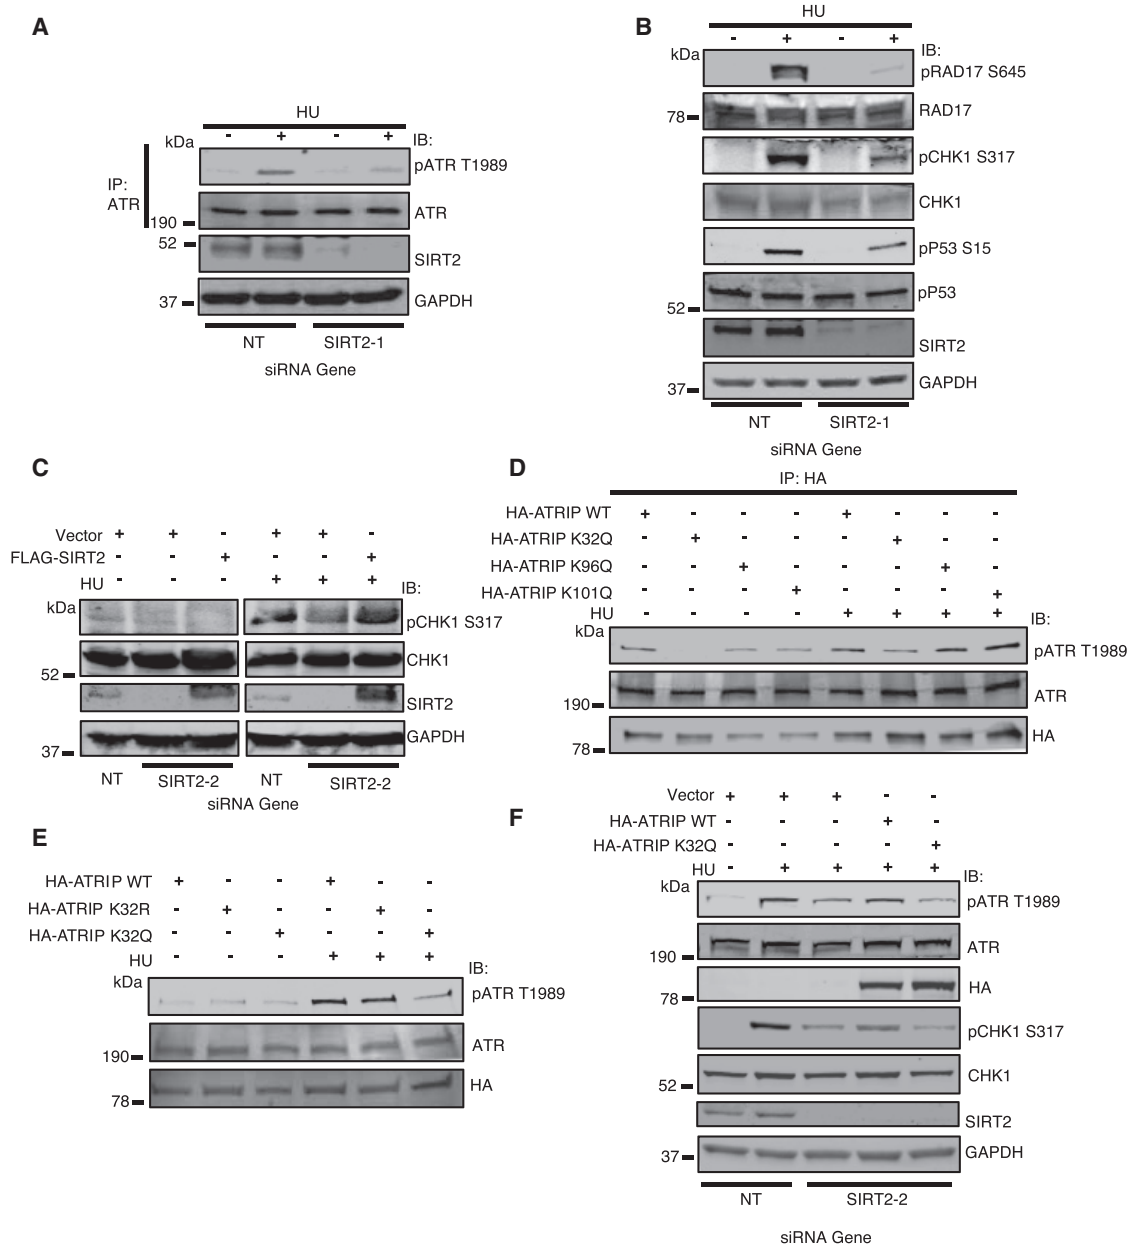 A
HU
kDa - + - + IB:
IP: ATR
pATR T1989
190 ATR
52 SIRT2
37 GAPDH
NT SIRT2-1
siRNA Gene
B
HU
- + - +
kDa IB:
pRAD17 S645
78 RAD17
pCHK1 S317
CHK1
pP53 S15
pP53
52
SIRT2
37 GAPDH
NT SIRT2-1
siRNA Gene
C
Vector + + - + + -
FLAG-SIRT2 - - + - - +
HU - - - + + +
kDa IB:
pCHK1 S317
CHK1
52
SIRT2
37 GAPDH
NT SIRT2-2 NT SIRT2-2
siRNA Gene
D
IP: HA
HA-ATRIP WT + - - - + - - -
HA-ATRIP K32Q - + - - - + - -
HA-ATRIP K96Q - - + - - - + -
HA-ATRIP K101Q - - - + - - - +
HU - - - - + + + +
kDa IB:
pATR T1989
190 ATR
78 HA
E
HA-ATRIP WT + - - + - -
HA-ATRIP K32R - + - - + -
HA-ATRIP K32Q - - + - - +
HU - - - + + +
kDa IB:
pATR T1989
190 ATR
78 HA
F
Vector + + + - -
HA-ATRIP WT - - - + -
HA-ATRIP K32Q - - - - +
HU - + + + +
kDa IB:
pATR T1989
190 ATR
78 HA
pCHK1 S317
52 CHK1
SIRT2
37 GAPDH
NT SIRT2-2
siRNA Gene